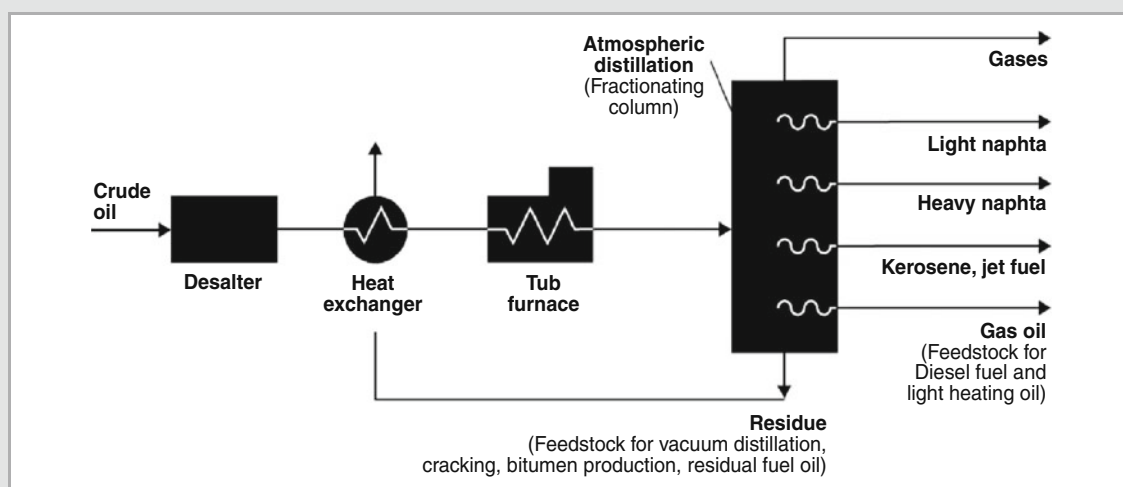 Atmospheric
distillation
(Fractionating
column)
Gases
Light naphta
Heavy naphta
Kerosene, jet fuel
Gas oil
(Feedstock for
Diesel fuel and
light heating oil)
Crude
oil
Desalter
Heat
exchanger
Tub
furnace
Residue
(Feedstock for vacuum distillation,
cracking, bitumen production, residual fuel oil)